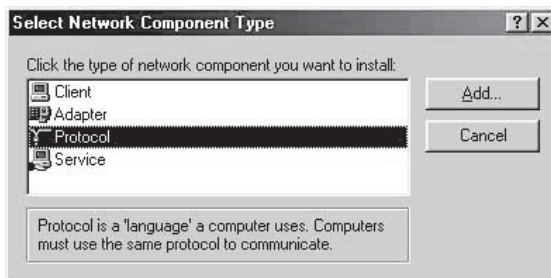 Select Network Component Type
Click the type of network component you want to install:
Client
Adapter
Protocol
Service
Add...
Cancel
Protocol is a 'language' a computer uses. Computers
must use the same protocol to communicate.